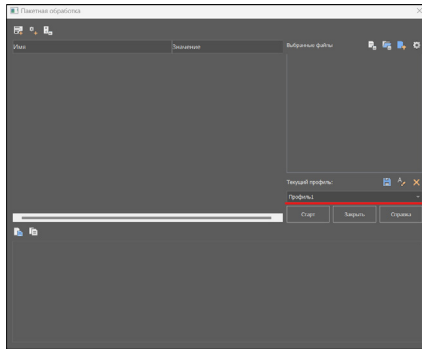 Пакетная обработка
Имя
Значение
Выбранные файлы
Текущий профиль:
Профиль1
Старт
Закрыть
Справка